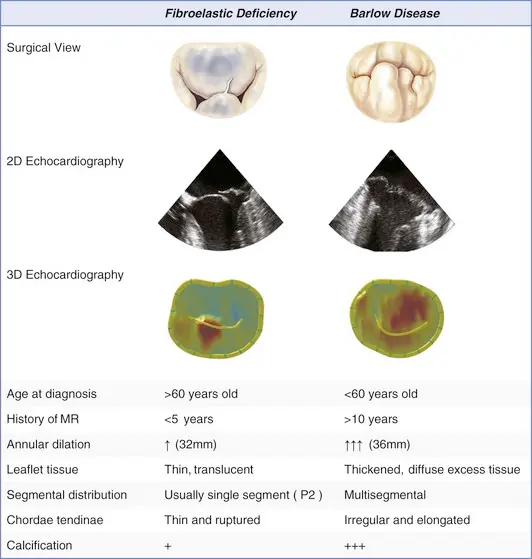 Fibroelastic Deficiency Barlow Disease
Surgical View
2D Echocardiography
3D Echocardiography
Age at diagnosis >60 years old <60 years old
History of MR <5 years >10 years
Annular dilation ↑ (32mm) ↑↑↑ (36mm)
Leaflet tissue Thin, translucent Thickened, diffuse excess tissue
Segmental distribution Usually single segment ( P2 ) Multisegmental
Chordae tendinae Thin and ruptured Irregular and elongated
Calcification + +++